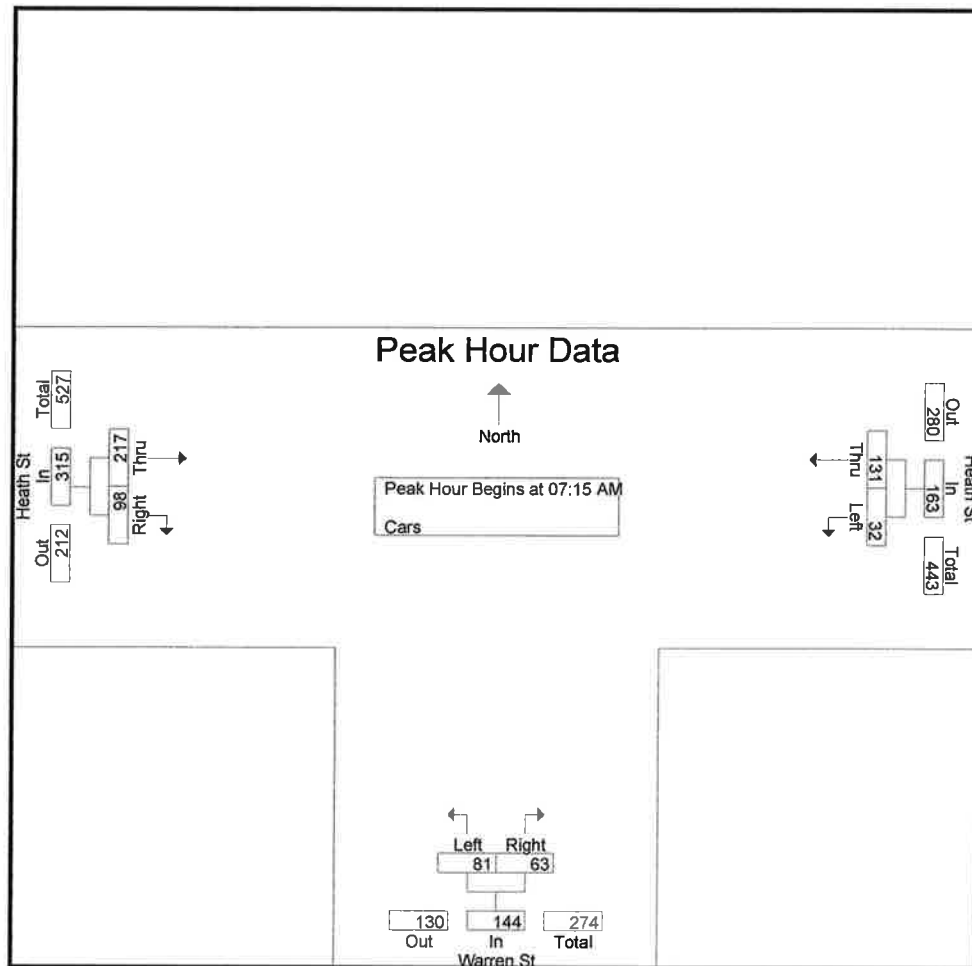 Peak Hour Data
North
Peak Hour Begins at 07:15 AM
Cars
Heath St
Total
527
In
315
Out
212
217
Thru
98
Right
Heath St
Out
280
In
163
Total
443
Thru
131
Left
32
Left Right
81 63
130 144 274
Out In Total
Warren St